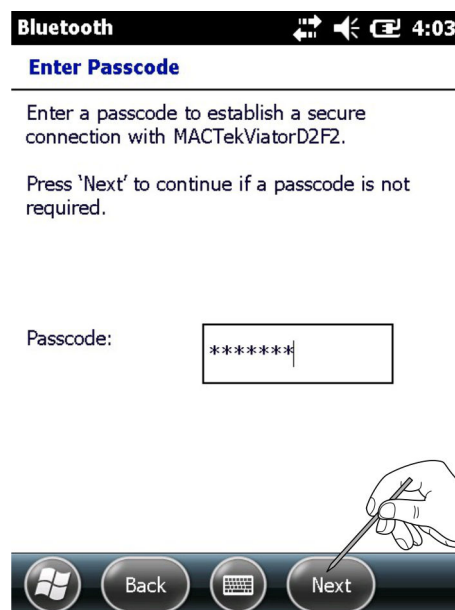 Bluetooth 4:03
Enter Passcode
Enter a passcode to establish a secure
connection with MACTekViatorD2F2.
Press 'Next' to continue if a passcode is not
required.
Passcode: *******
Back Next